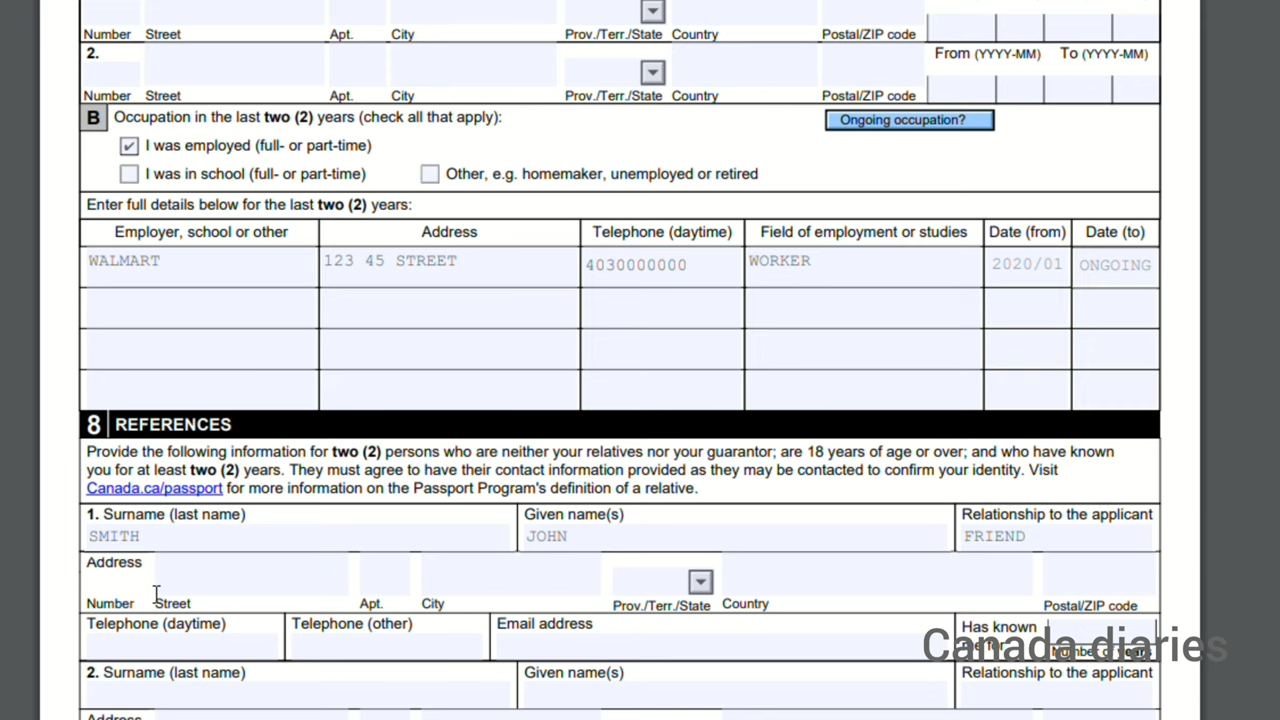 Number Street Apt. City Prov./Terr./State Country Postal/ZIP code
2. From (YYYY-MM) To (YYYY-MM)
Number Street Apt. City Prov./Terr./State Country Postal/ZIP code
B Occupation in the last two (2) years (check all that apply): Ongoing occupation?
I was employed (full- or part-time)
I was in school (full- or part-time) Other, e.g. homemaker, unemployed or retired
Enter full details below for the last two (2) years:
Employer, school or other Address Telephone (daytime) Field of employment or studies Date (from) Date (to)
WALMART 123 45 STREET 4030000000 WORKER 2020/01 ONGOING
8 REFERENCES
Provide the following information for two (2) persons who are neither your relatives nor your guarantor; are 18 years of age or over; and who have known
you for at least two (2) years. They must agree to have their contact information provided as they may be contacted to confirm your identity. Visit
Canada.ca/passport for more information on the Passport Program's definition of a relative.
1. Surname (last name) Given name(s) Relationship to the applicant
SMITH JOHN FRIEND
Address
Number Street Apt. City Prov./Terr./State Country Postal/ZIP code
Telephone (daytime) Telephone (other) Email address Has known
me for Number of years
Canada diaries
2. Surname (last name) Given name(s) Relationship to the applicant
Address